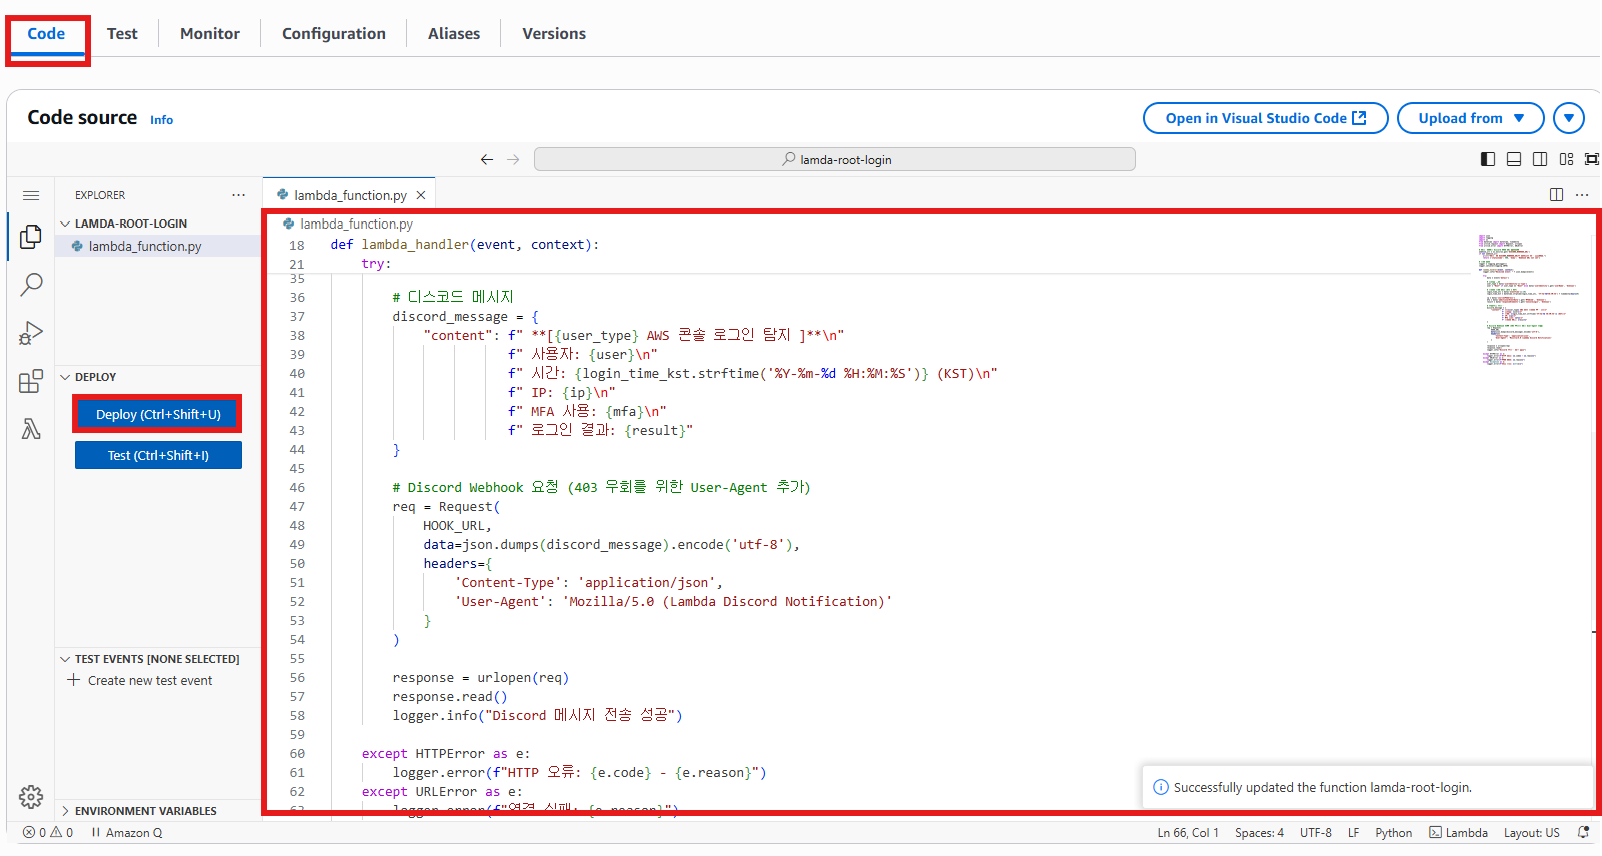 Code
Test
Monitor
Configuration
Aliases
Versions
Code source
Info
Open in Visual Studio Code
Upload from
lamda-root-login
EXPLORER
LAMDA-ROOT-LOGIN
lambda_function.py
DEPLOY
Deploy (Ctrl+Shift+U)
Test (Ctrl+Shift+I)
TEST EVENTS [NONE SELECTED]
Create new test event
ENVIRONMENT VARIABLES
lambda_function.py
lambda_function.py
18 def lambda_handler(event, context):
21 try:
35
36 # 디스코드 메시지
37 discord_message = {
38 "content": f" **[{user_type} AWS 콘솔 로그인 탐지 ]**\n"
39 f" 사용자: {user}\n"
40 f" 시간: {login_time_kst.strftime('%Y-%m-%d %H:%M:%S')} (KST)\n"
41 f" IP: {ip}\n"
42 f" MFA 사용: {mfa}\n"
43 f" 로그인 결과: {result}"
44 }
45
46 # Discord Webhook 요청 (403 우회를 위한 User-Agent 추가)
47 req = Request(
48 HOOK_URL,
49 data=json.dumps(discord_message).encode('utf-8'),
50 headers={
51 'Content-Type': 'application/json',
52 'User-Agent': 'Mozilla/5.0 (Lambda Discord Notification)'
53 }
54 )
55
56 response = urlopen(req)
57 response.read()
58 logger.info("Discord 메시지 전송 성공")
59
60 except HTTPError as e:
61 logger.error(f"HTTP 오류: {e.code} - {e.reason}")
62 except URLError as e:
Successfully updated the function lamda-root-login.
0 0
Amazon Q
Ln 66, Col 1
Spaces: 4
UTF-8
LF
Python
Lambda
Layout: US